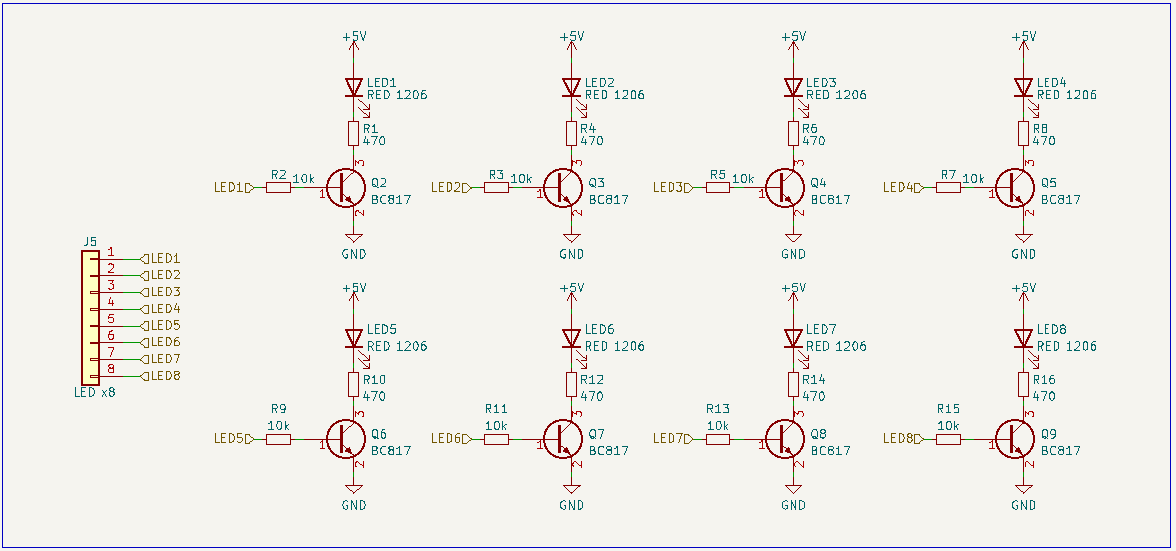 +5V +5V +5V +5V
LED1 LED2 LED3 LED4
RED 1206 RED 1206 RED 1206 RED 1206
R1 R4 R6 R8
470 470 470 470
3 3 3 3
LED1 R2 10k 1 Q2 LED2 R3 10k 1 Q3 LED3 R5 10k 1 Q4 LED4 R7 10k 1 Q5
BC817 BC817 BC817 BC817
2 2 2 2
GND GND GND GND
J5
1 LED1
2 LED2
3 LED3
4 LED4
5 LED5
6 LED6
7 LED7
8 LED8
LED x8
+5V +5V +5V +5V
LED5 LED6 LED7 LED8
RED 1206 RED 1206 RED 1206 RED 1206
R10 R12 R14 R16
470 470 470 470
R9 R11 R13 R15
3 3 3 3
10k 10k 10k 10k
LED5 1 Q6 LED6 1 Q7 LED7 1 Q8 LED8 1 Q9
BC817 BC817 BC817 BC817
2 2 2 2
GND GND GND GND